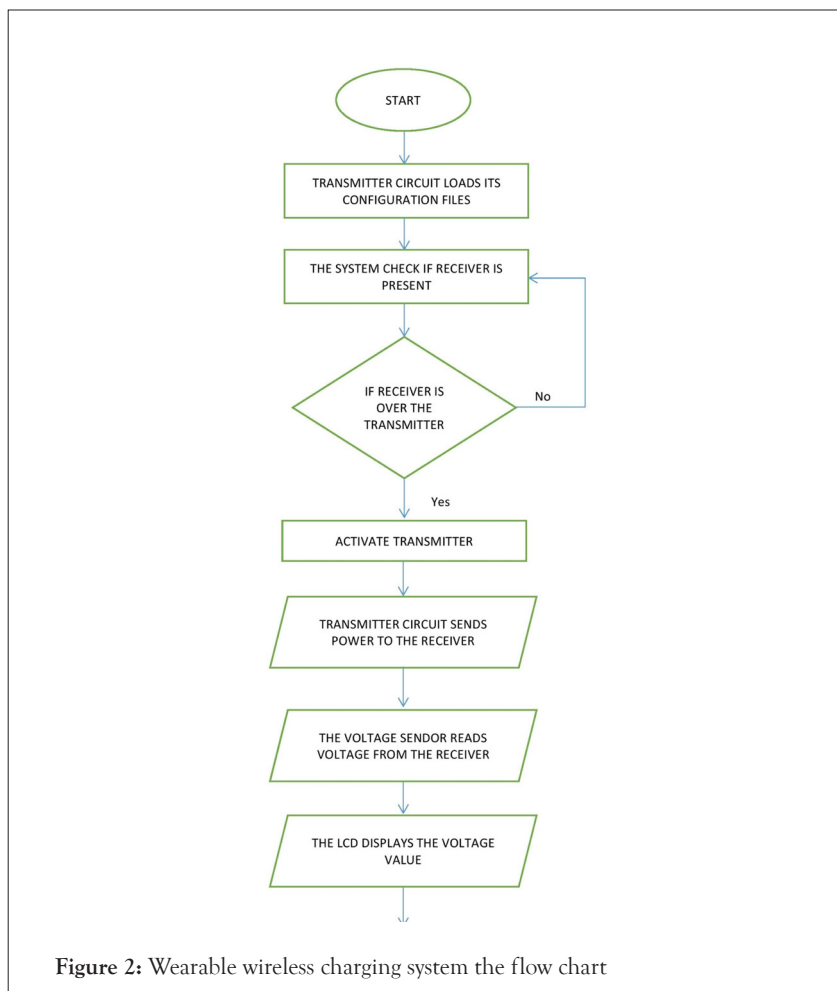 START
TRANSMITTER CIRCUIT LOADS ITS
CONFIGURATION FILES
THE SYSTEM CHECK IF RECEIVER IS
PRESENT
IF RECEIVER IS
OVER THE
TRANSMITTER
No
Yes
ACTIVATE TRANSMITTER
TRANSMITTER CIRCUIT SENDS
POWER TO THE RECEIVER
THE VOLTAGE SENDOR READS
VOLTAGE FROM THE RECEIVER
THE LCD DISPLAYS THE VOLTAGE
VALUE
Figure 2: Wearable wireless charging system the flow chart